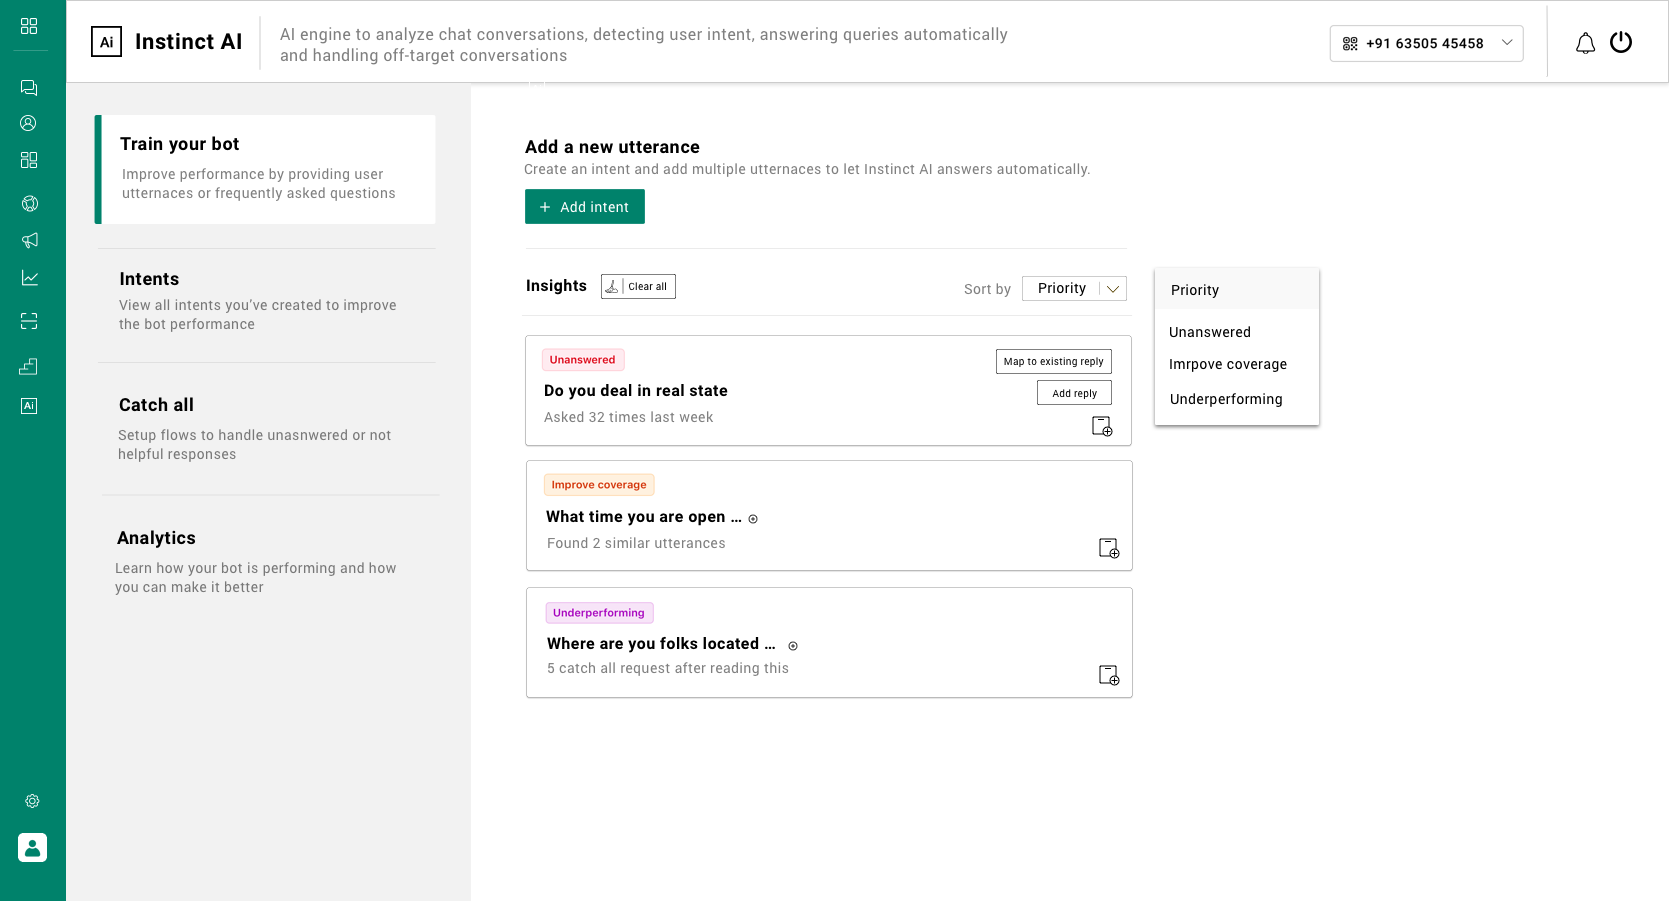 Ai
Instinct AI
AI engine to analyze chat conversations, detecting user intent, answering queries automatically
and handling off-target conversations
+91 63505 45458
Train your bot
Improve performance by providing user
utternaces or frequently asked questions
Intents
View all intents you've created to improve
the bot performance
Catch all
Setup flows to handle unasnwered or not
helpful responses
Analytics
Learn how your bot is performing and how
you can make it better
Ai
Add a new utterance
Create an intent and add multiple utternaces to let Instinct AI answers automatically.
+ Add intent
Insights
Clear all
Sort by
Priority
Unanswered
Map to existing reply
Do you deal in real state
Add reply
Asked 32 times last week
Improve coverage
What time you are open ...
Found 2 similar utterances
Underperforming
Where are you folks located ...
5 catch all request after reading this
Priority
Unanswered
Imrpove coverage
Underperforming